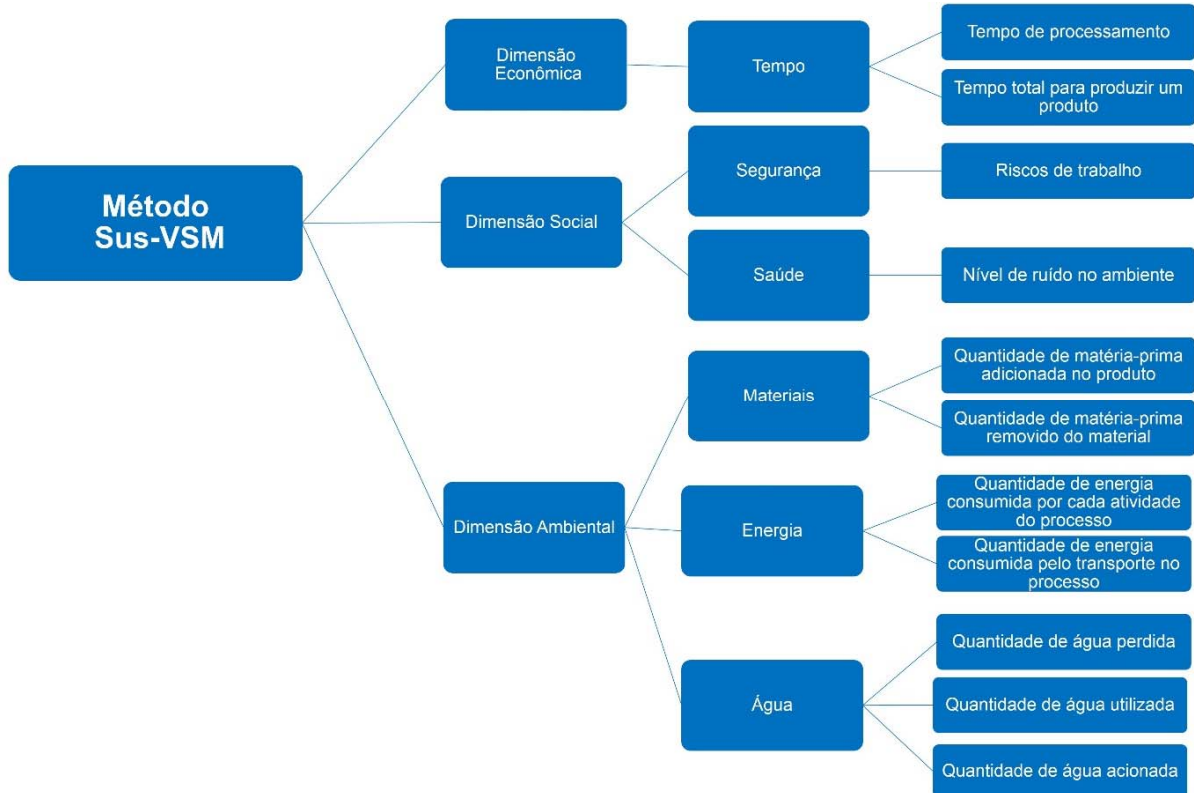 Método
Sus-VSM
Dimensão
Econômica
Tempo
Tempo de processamento
Tempo total para produzir um
produto
Dimensão Social
Segurança
Riscos de trabalho
Saúde
Nível de ruído no ambiente
Dimensão Ambiental
Materiais
Quantidade de matéria-prima
adicionada no produto
Quantidade de matéria-prima
removido do material
Energia
Quantidade de energia
consumida por cada atividade
do processo
Quantidade de energia
consumida pelo transporte no
processo
Água
Quantidade de água perdida
Quantidade de água utilizada
Quantidade de água acionada